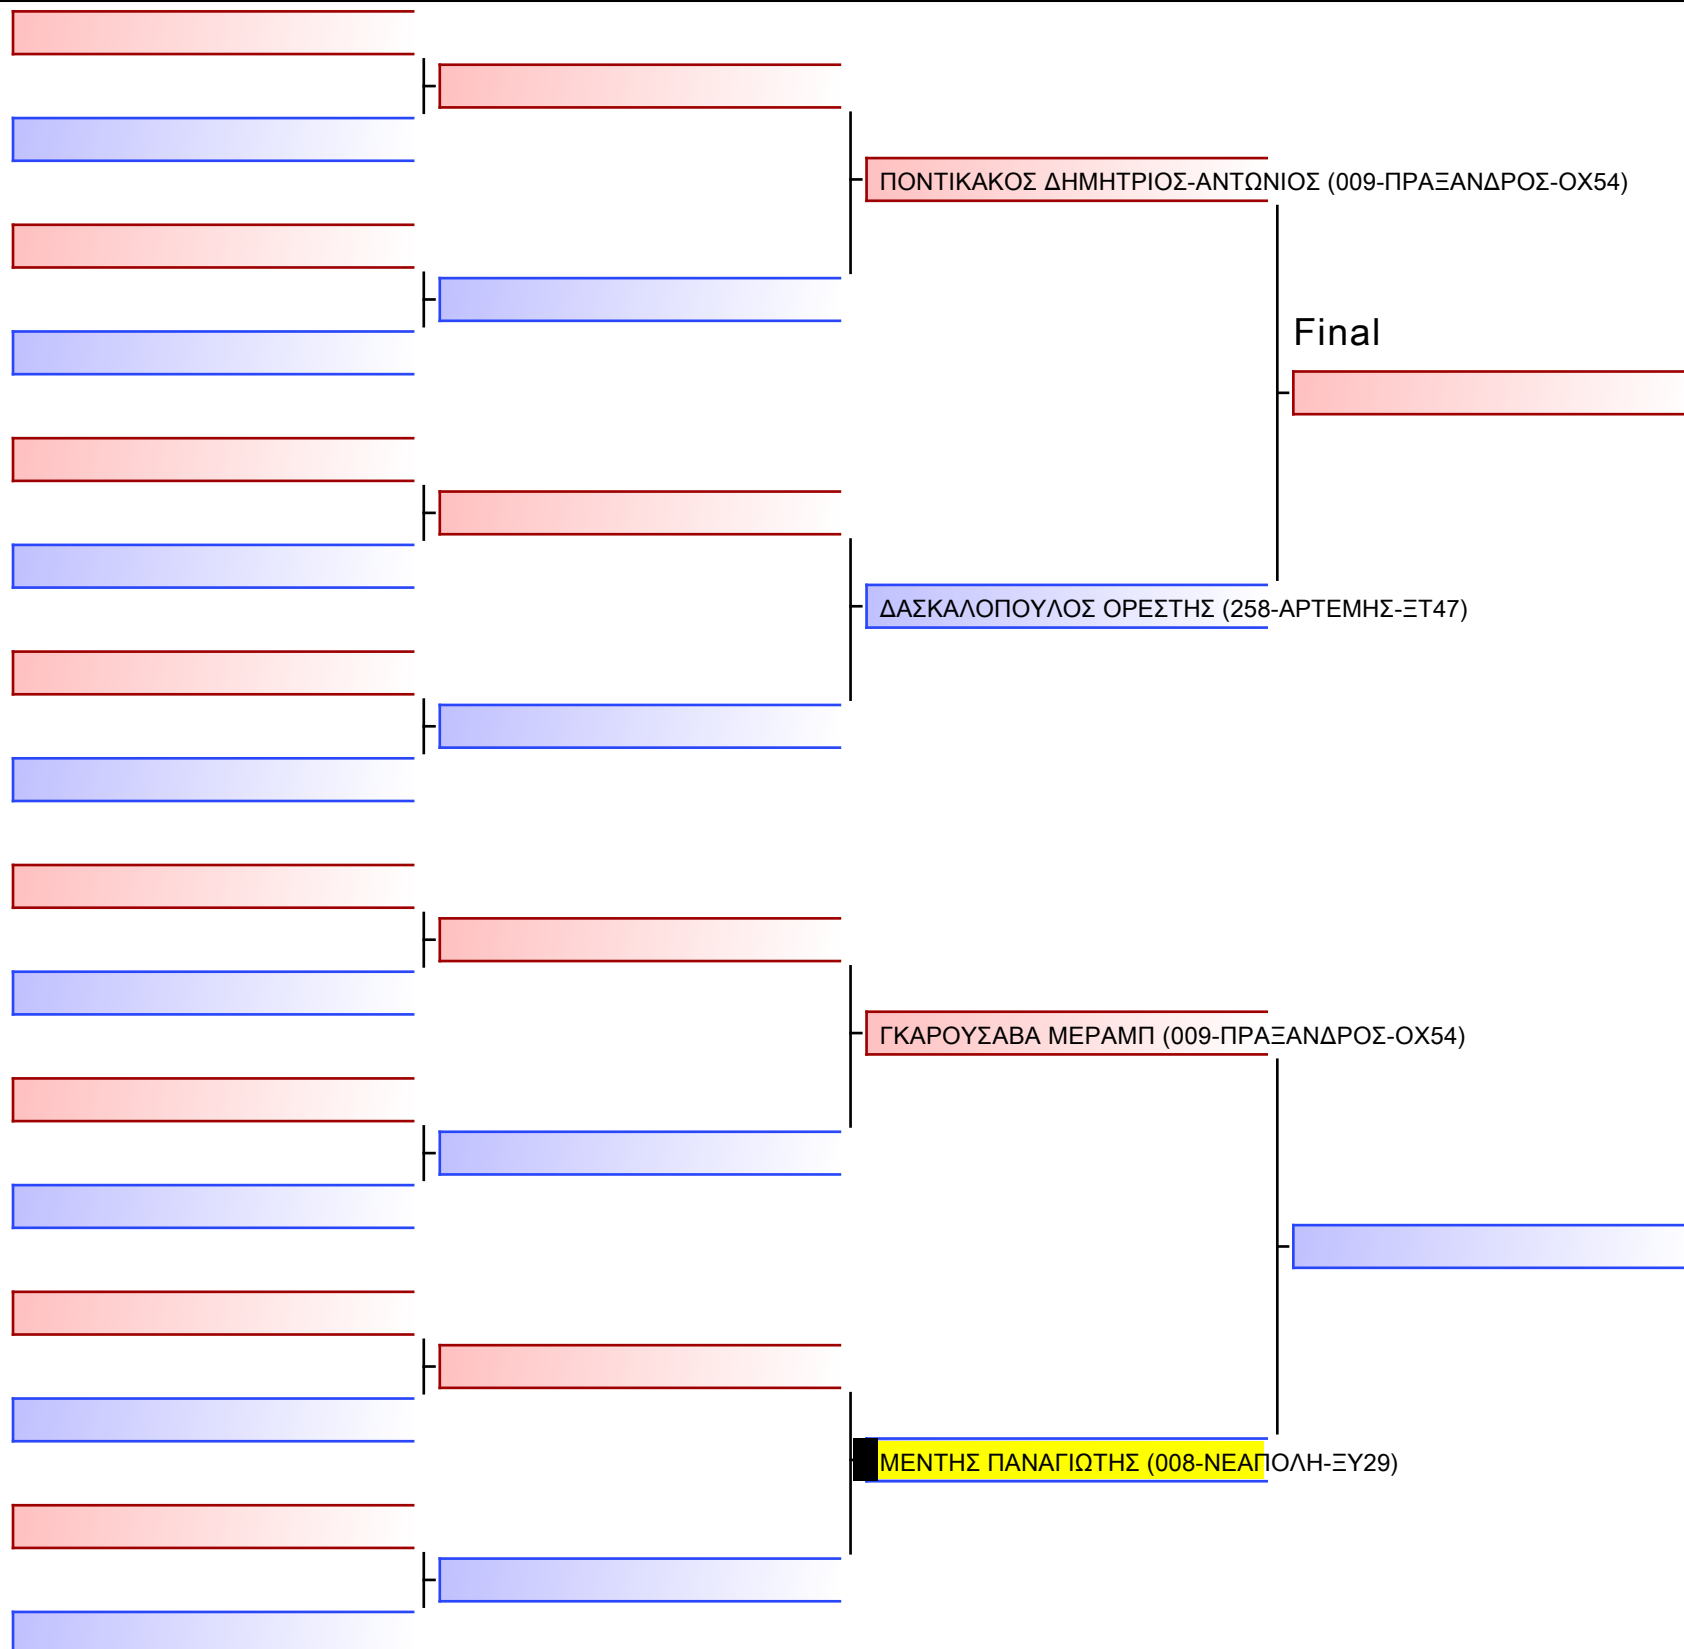 ΠΟΝΤΙΚΑΚΟΣ ΔΗΜΗΤΡΙΟΣ-ΑΝΤΩΝΙΟΣ (009-ΠΡΑΞΑΝΔΡΟΣ-ΟΧ54)
Final
ΔΑΣΚΑΛΟΠΟΥΛΟΣ ΟΡΕΣΤΗΣ (258-ΑΡΤΕΜΗΣ-ΞΤ47)
ΓΚΑΡΟΥΣΑΒΑ ΜΕΡΑΜΠ (009-ΠΡΑΞΑΝΔΡΟΣ-ΟΧ54)
ΜΕΝΤΗΣ ΠΑΝΑΓΙΩΤΗΣ (008-ΝΕΑΠΟΛΗ-ΞΥ29)